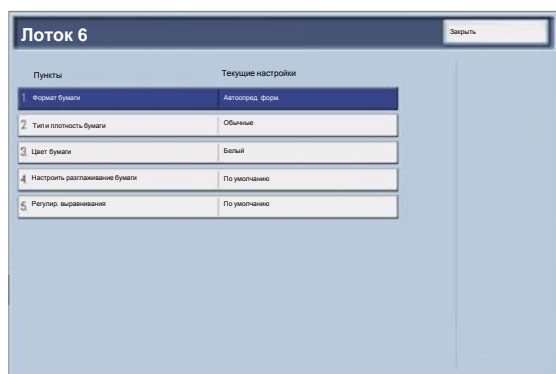 Лоток 6
Закрыть
Пункты Текущие настройки
1 Формат бумаги Автоопред. форм.
2 Тип и плотность бумаги Обычные
3 Цвет бумаги Белый
4 Настроить разглаживание бумаги По умолчанию
5 Регулир. выравнивания По умолчанию